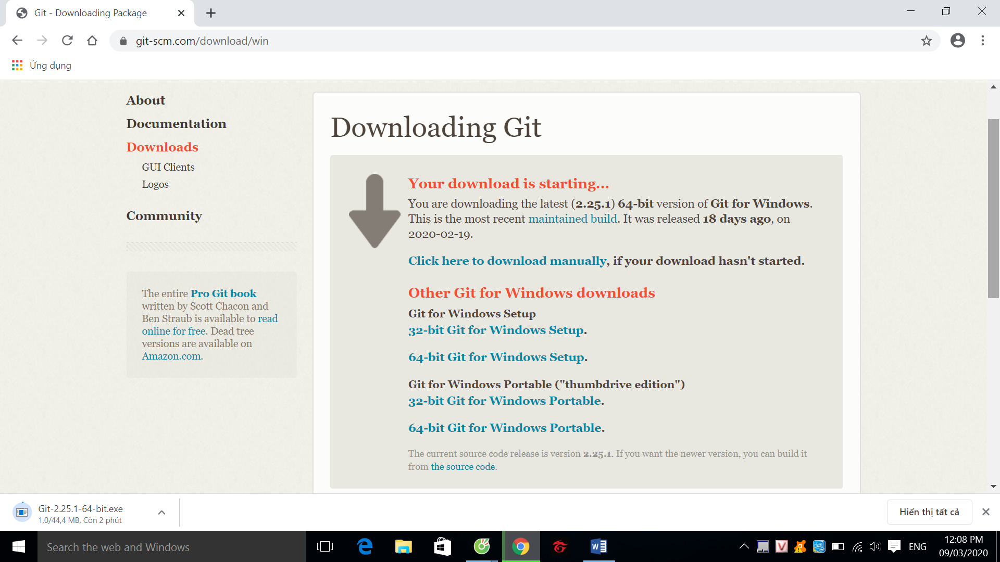 Git - Downloading Package
git-scm.com/download/win
Ứng dụng
About
Documentation
Downloads
GUI Clients
Logos
Community
The entire Pro Git book
written by Scott Chacon and
Ben Straub is available to read
online for free. Dead tree
versions are available on
Amazon.com.
Downloading Git
Your download is starting...
You are downloading the latest (2.25.1) 64-bit version of Git for Windows.
This is the most recent maintained build. It was released 18 days ago, on
2020-02-19.
Click here to download manually, if your download hasn't started.
Other Git for Windows downloads
Git for Windows Setup
32-bit Git for Windows Setup.
64-bit Git for Windows Setup.
Git for Windows Portable ("thumbdrive edition")
32-bit Git for Windows Portable.
64-bit Git for Windows Portable.
The current source code release is version 2.25.1. If you want the newer version, you can build it
from the source code.
Git-2.25.1-64-bit.exe
1,0/44,4 MB, Còn 2 phút
Hiển thị tất cả
Search the web and Windows
ENG
12:08 PM
09/03/2020